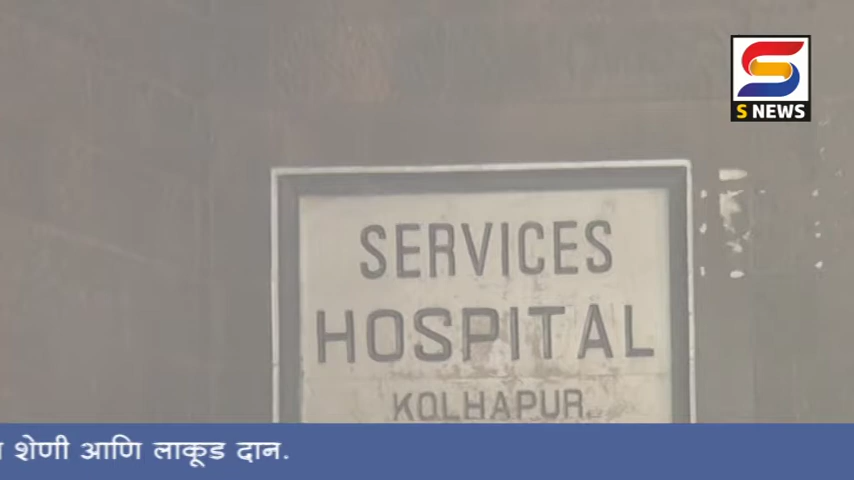 S NEWS
SERVICES
HOSPITAL
KOLHAPUR.
शेणी आणि लाकूड दान.